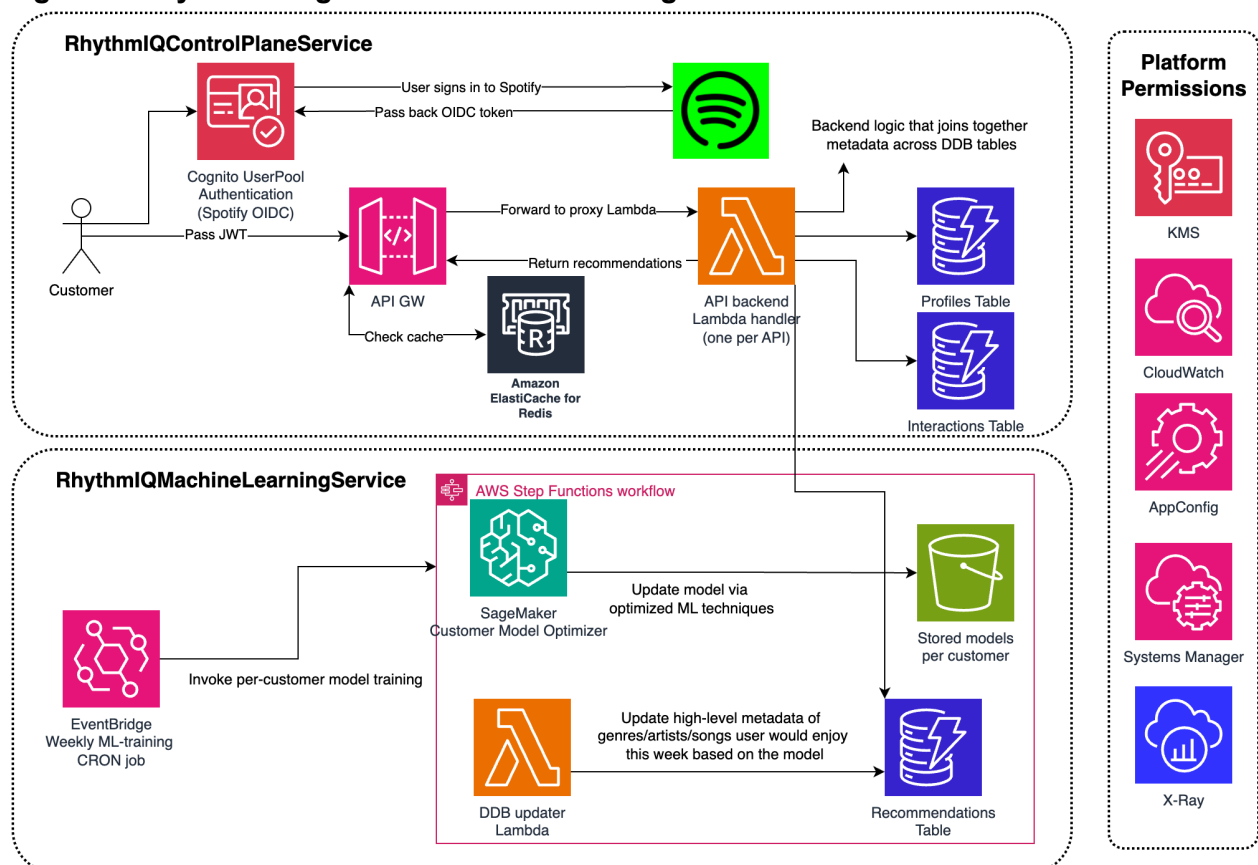 RhythmIQControlPlaneService
User signs in to Spotify
Pass back OIDC token
Cognito UserPool
Authentication
(Spotify OIDC)
Backend logic that joins together
metadata across DDB tables
Customer
Pass JWT
API GW
Forward to proxy Lambda
Return recommendations
Check cache
R
Amazon
ElastiCache for
Redis
API backend
Lambda handler
(one per API)
Profiles Table
Interactions Table
RhythmIQMachineLearningService
AWS Step Functions workflow
EventBridge
Weekly ML-training
CRON job
Invoke per-customer model training
SageMaker
Customer Model Optimizer
Update model via
optimized ML techniques
Stored models
per customer
DDB updater
Lambda
Update high-level metadata of
genres/artists/songs user would enjoy
this week based on the model
Recommendations
Table
Platform
Permissions
KMS
CloudWatch
AppConfig
Systems Manager
X-Ray